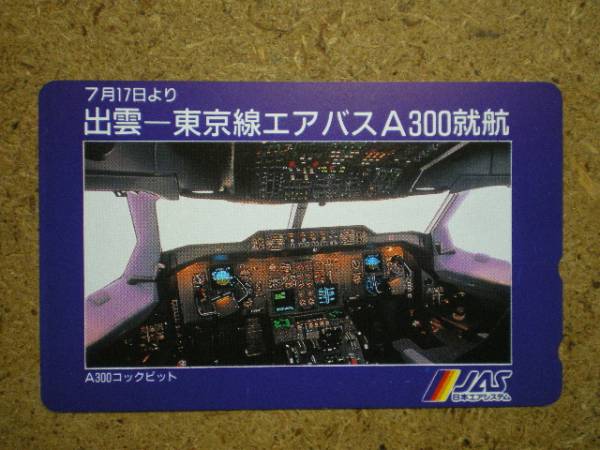 7月17日より
出雲ー東京線エアバスA300就航
A300コックピット
JAS
日本エアシステム